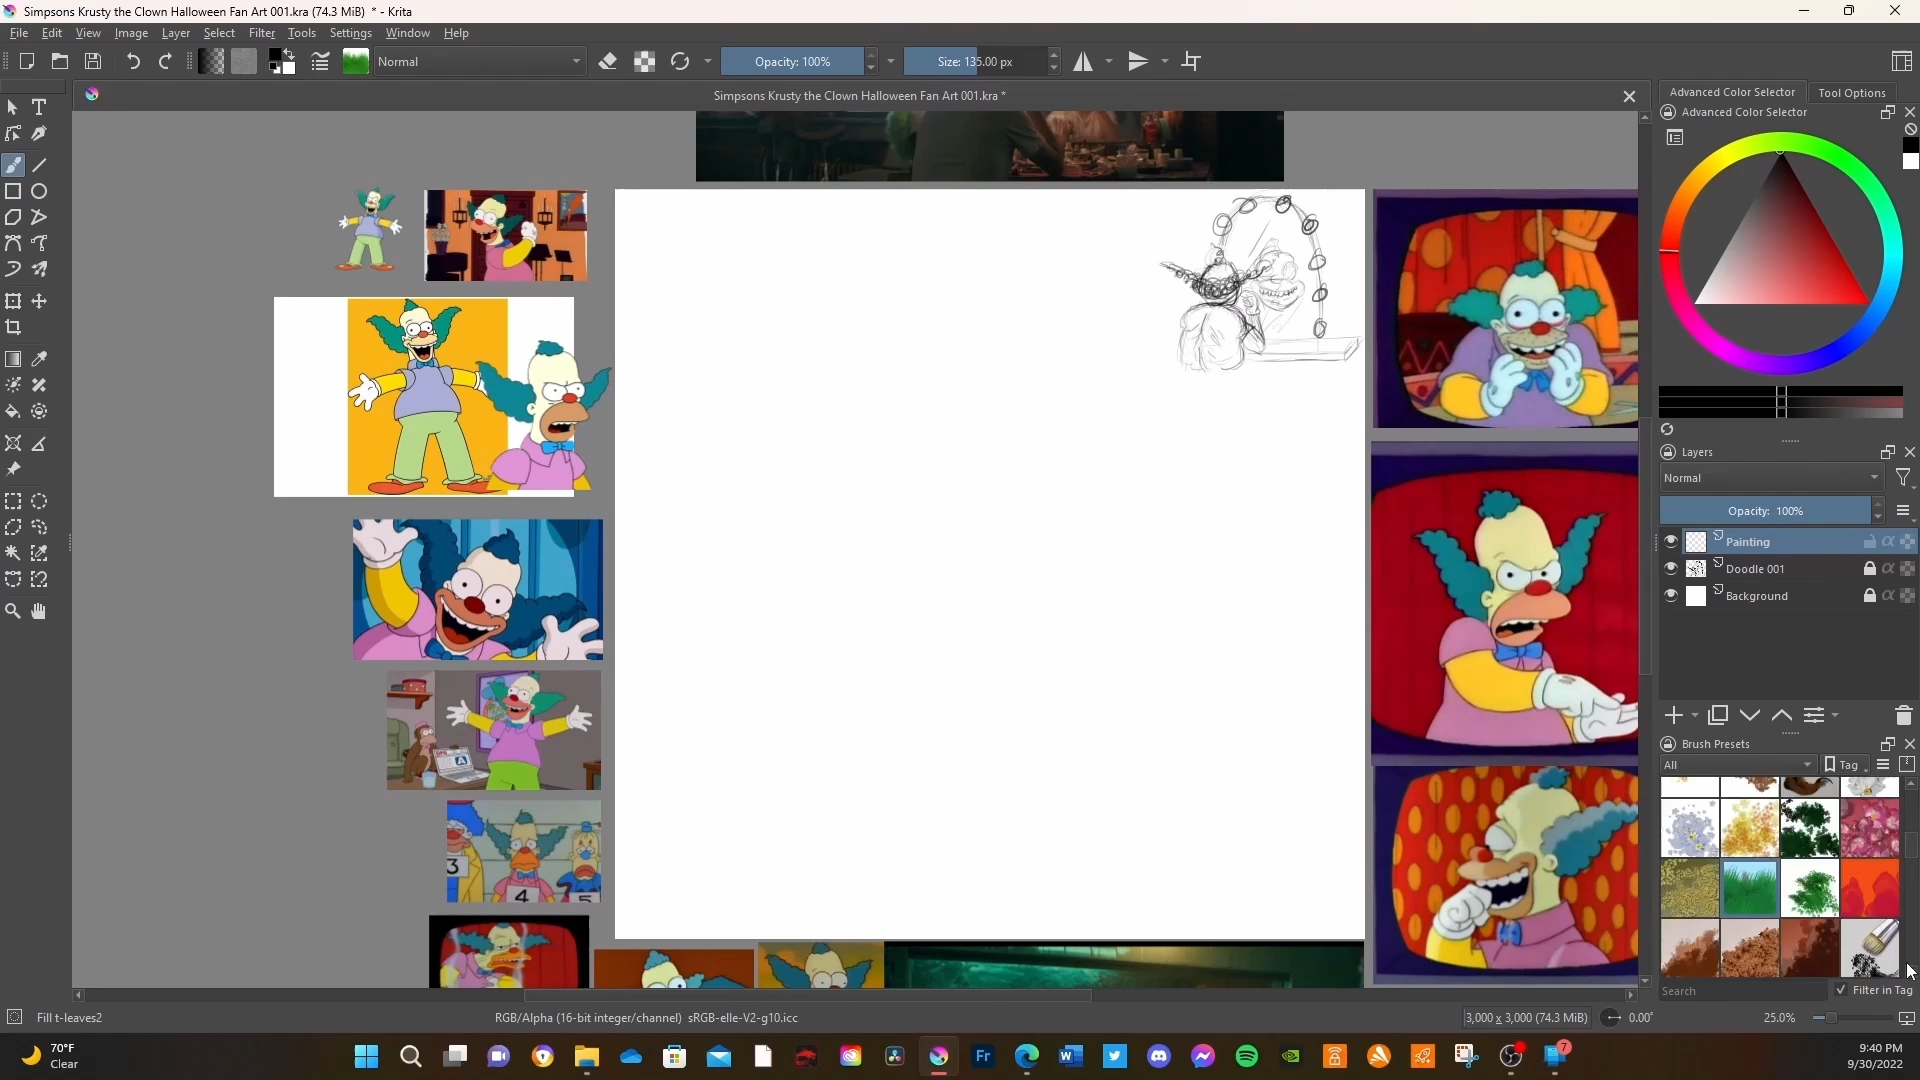 Simpsons Krusty the Clown Halloween Fan Art 001.kra (74.3 MiB) * - Krita
File Edit View Image Layer Select Filter Tools Settings Window Help
Normal Opacity: 100% Size: 135.00 px
Simpsons Krusty the Clown Halloween Fan Art 001.kra *
Advanced Color Selector Tool Options
Advanced Color Selector
Layers
Normal
Opacity: 100%
Painting
Doodle 001
Background
Brush Presets
All Tag
Search Filter in Tag
3 4 5
Fill t-leaves2 RGB/Alpha (16-bit integer/channel) sRGB-elle-V2-g10.icc 3,000 x 3,000 (74.3 MiB) 0.00° 25.0%
70°F
Clear
Fr
7
9:40 PM
9/30/2022